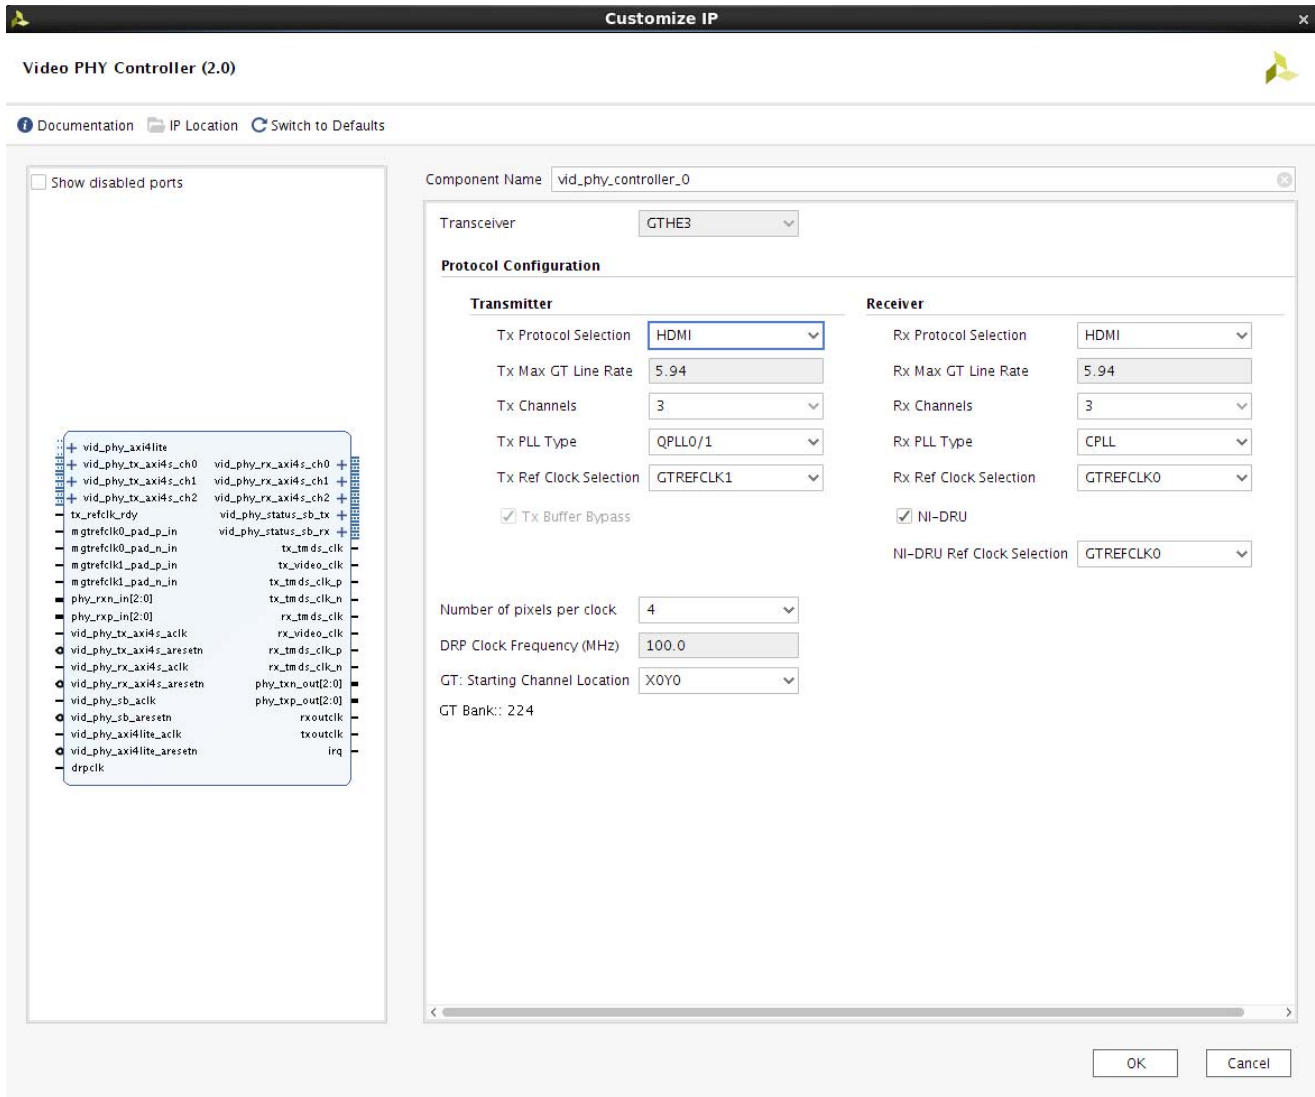 Customize IP
Video PHY Controller (2.0)
Documentation IP Location Switch to Defaults
Show disabled ports
vid_phy_axi4lite
vid_phy_tx_axi4s_ch0 vid_phy_rx_axi4s_ch0
vid_phy_tx_axi4s_ch1 vid_phy_rx_axi4s_ch1
vid_phy_tx_axi4s_ch2 vid_phy_rx_axi4s_ch2
tx_refclk_rdy vid_phy_status_sb_tx
mgtrefclk0_pad_p_in vid_phy_status_sb_rx
mgtrefclk0_pad_n_in tx_tmds_clk
mgtrefclk1_pad_p_in tx_video_clk
mgtrefclk1_pad_n_in tx_tmds_clk_p
phy_rxn_in[2:0] tx_tmds_clk_n
phy_rxp_in[2:0] rx_tmds_clk
vid_phy_tx_axi4s_aclk rx_video_clk
vid_phy_tx_axi4s_aresetn rx_tmds_clk_p
vid_phy_rx_axi4s_aclk rx_tmds_clk_n
vid_phy_rx_axi4s_aresetn phy_txn_out[2:0]
vid_phy_sb_aclk phy_txp_out[2:0]
vid_phy_sb_aresetn rxoutclk
vid_phy_axi4lite_aclk txoutclk
vid_phy_axi4lite_aresetn irq
drpclk
Component Name vid_phy_controller_0
Transceiver GTHE3
Protocol Configuration
Transmitter Receiver
Tx Protocol Selection HDMI Rx Protocol Selection HDMI
Tx Max GT Line Rate 5.94 Rx Max GT Line Rate 5.94
Tx Channels 3 Rx Channels 3
Tx PLL Type QPLL0/1 Rx PLL Type CPLL
Tx Ref Clock Selection GTREFCLK1 Rx Ref Clock Selection GTREFCLK0
Tx Buffer Bypass NI-DRU
NI-DRU Ref Clock Selection GTREFCLK0
Number of pixels per clock 4
DRP Clock Frequency (MHz) 100.0
GT: Starting Channel Location X0Y0
GT Bank:: 224
OK Cancel